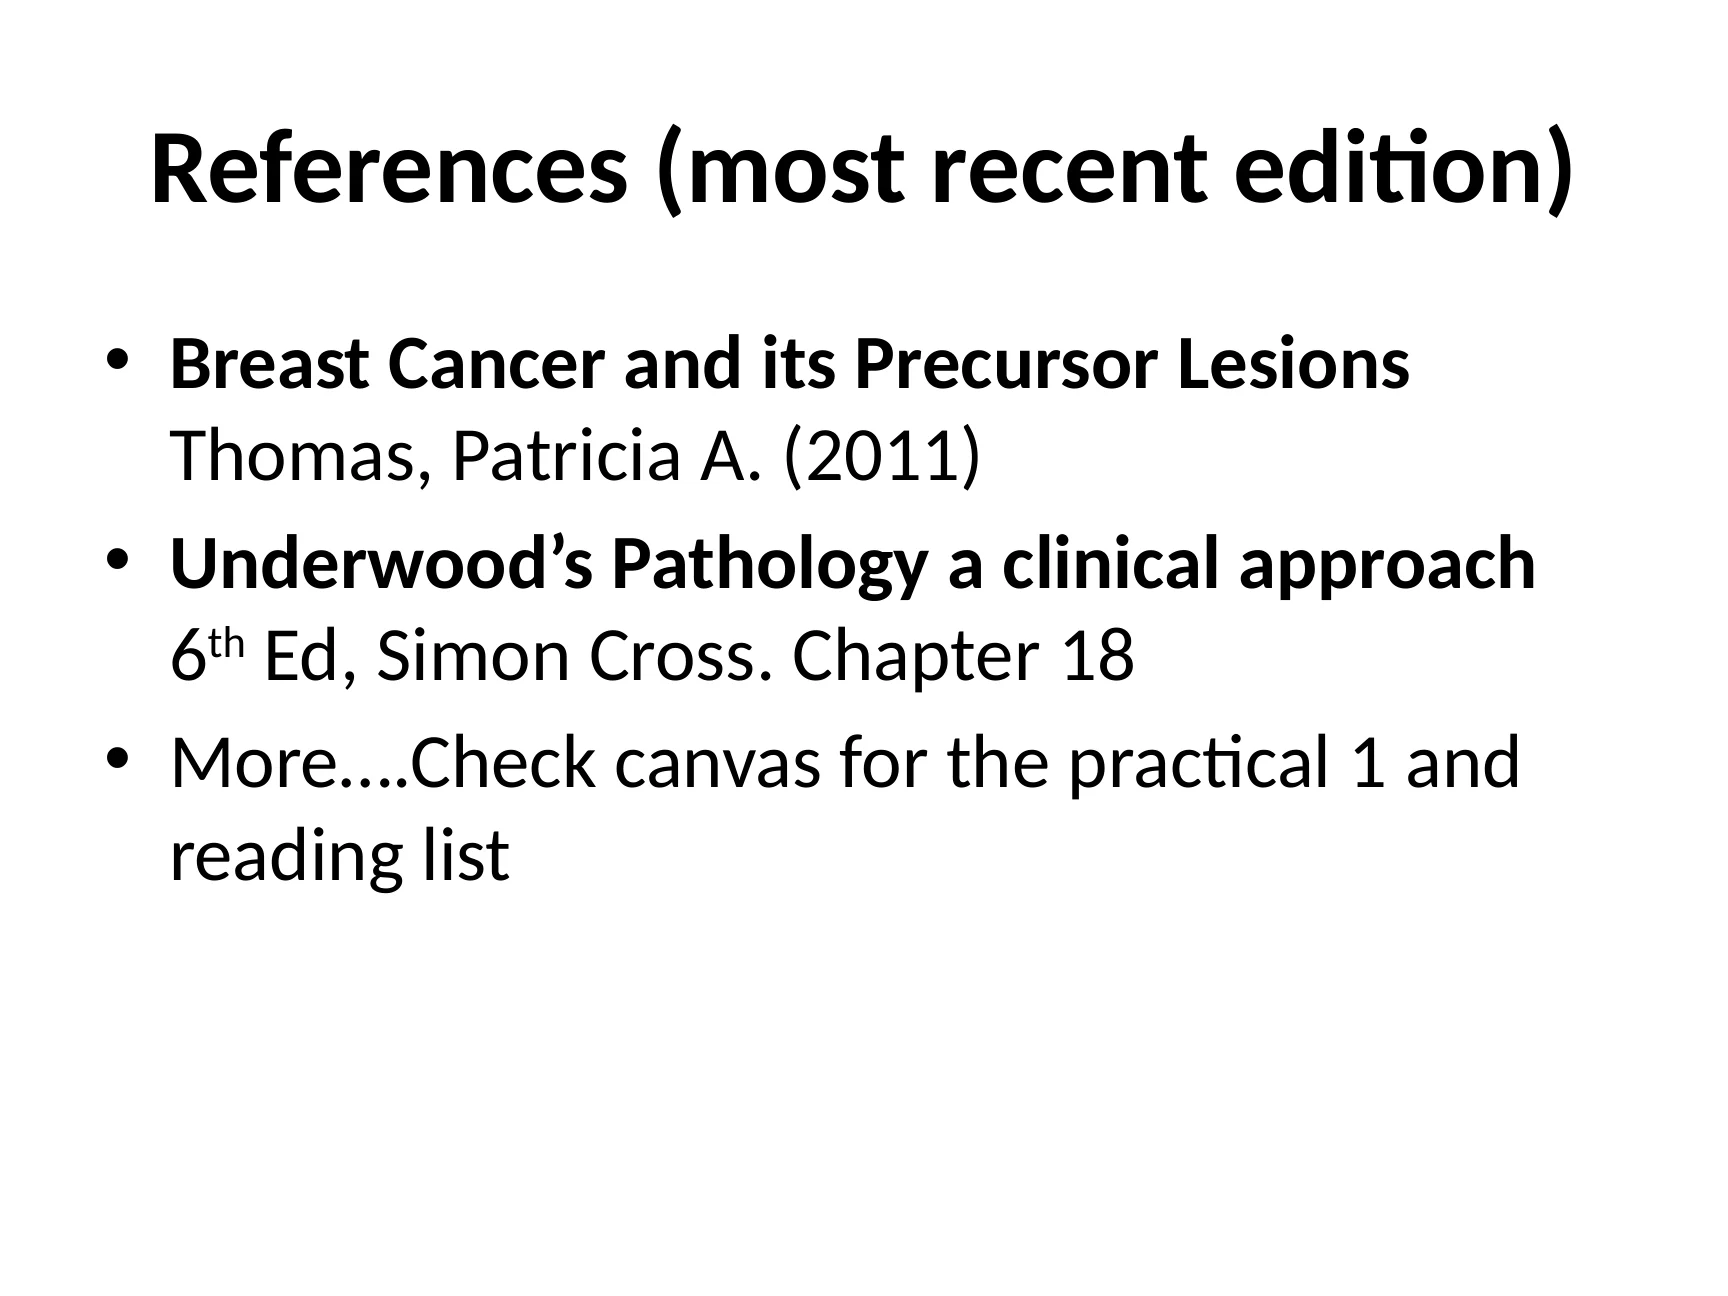 References (most recent edition)
• Breast Cancer and its Precursor Lesions
Thomas, Patricia A. (2011)
• Underwood’s Pathology a clinical approach
6th Ed, Simon Cross. Chapter 18
• More….Check canvas for the practical 1 and
reading list